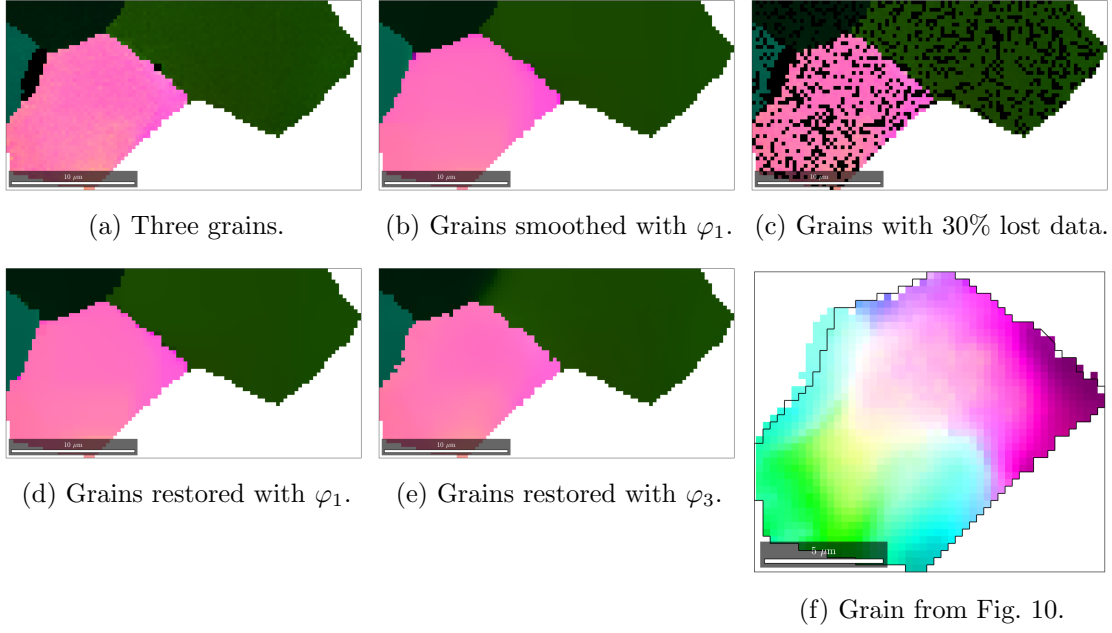 10 μm
10 μm
(a) Three grains.
(b) Grains smoothed with φ₁.
(c) Grains with 30% lost data.
10 μm
10 μm
10 μm
5 μm
(d) Grains restored with φ₁.
(e) Grains restored with φ₃.
(f) Grain from Fig. 10.